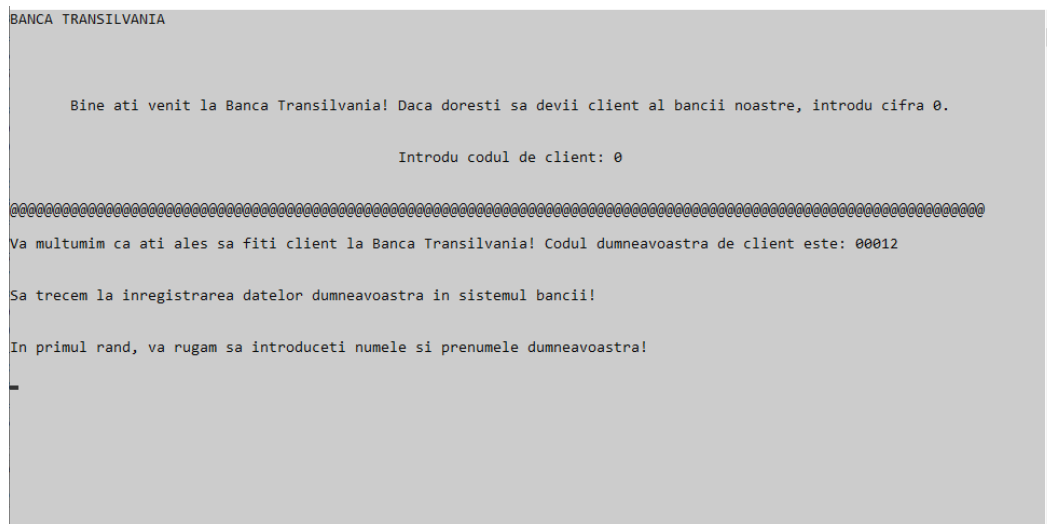 BANCA TRANSILVANIA
Bine ati venit la Banca Transilvania! Daca doresti sa devii client al bancii noastre, introdu cifra 0.
Introdu codul de client: 0
@@@@@@@@@@@@@@@@@@@@@@@@@@@@@@@@@@@@@@@@@@@@@@@@@@@@@@@@@@@@@@@@@@@@@@@@@@@@@@@@@@@@@@@@@@@@@@@@@@@@@@@@@@@@@@@@@
Va multumim ca ati ales sa fiti client la Banca Transilvania! Codul dumneavoastra de client este: 00012
Sa trecem la inregistrarea datelor dumneavoastra in sistemul bancii!
In primul rand, va rugam sa introduceti numele si prenumele dumneavoastra!